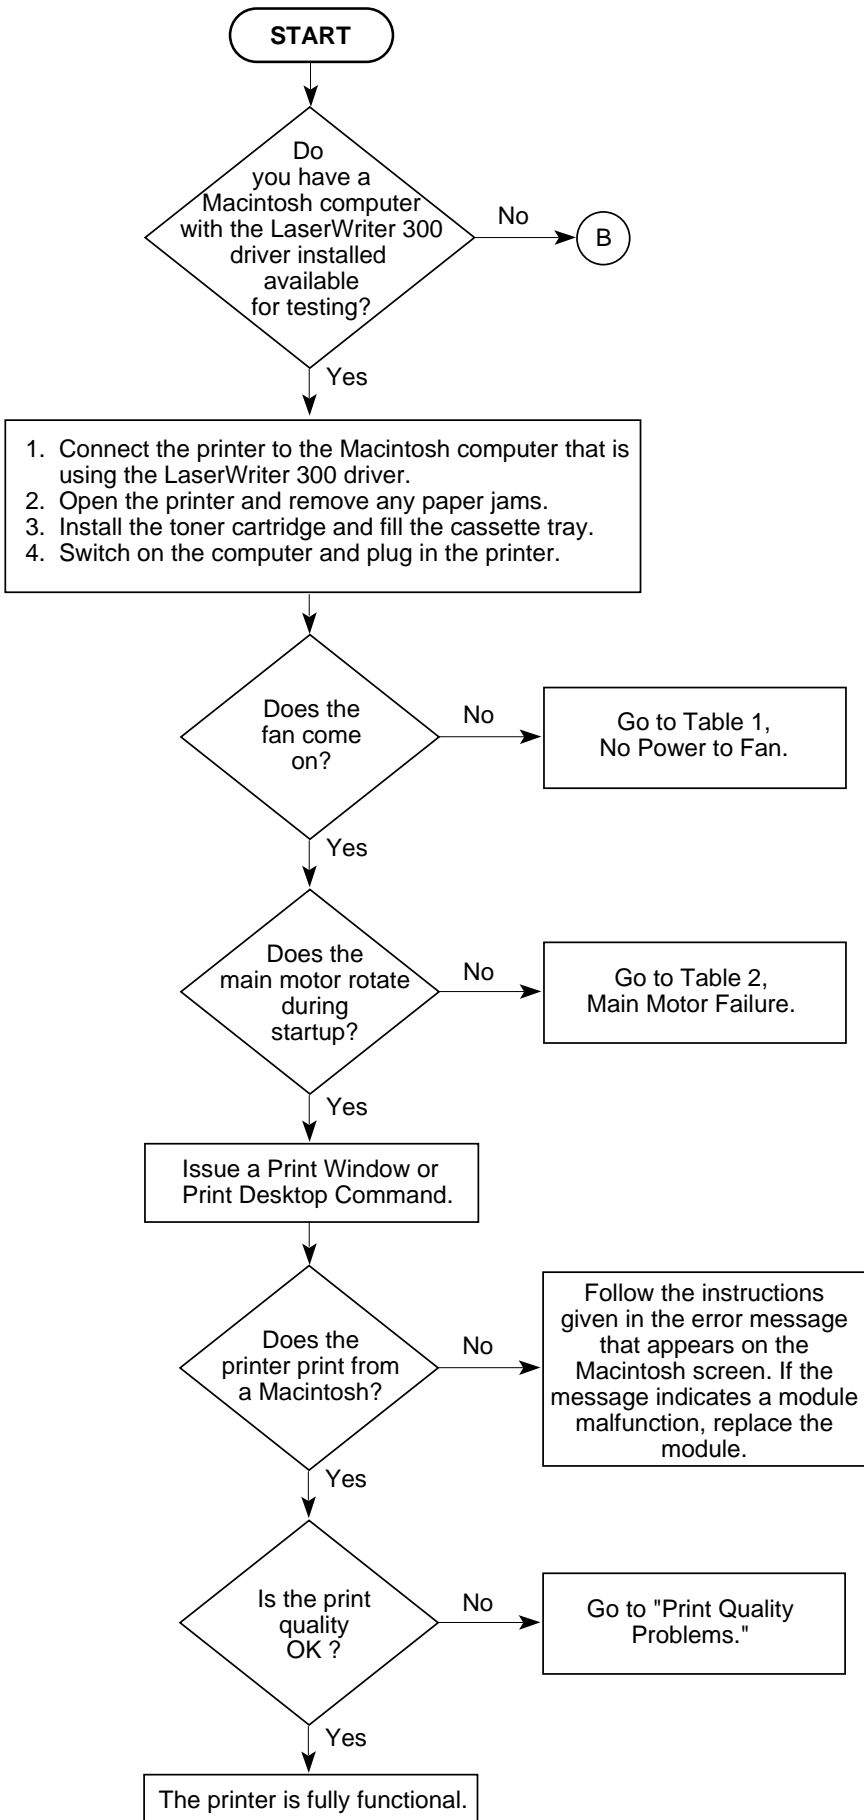 START
Do
you have a
Macintosh computer
with the LaserWriter 300
driver installed
available
for testing?
No
B
Yes
1. Connect the printer to the Macintosh computer that is
using the LaserWriter 300 driver.
2. Open the printer and remove any paper jams.
3. Install the toner cartridge and fill the cassette tray.
4. Switch on the computer and plug in the printer.
Does the
fan come
on?
No
Go to Table 1,
No Power to Fan.
Yes
Does the
main motor rotate
during
startup?
No
Go to Table 2,
Main Motor Failure.
Yes
Issue a Print Window or
Print Desktop Command.
Does the
printer print from
a Macintosh?
No
Follow the instructions
given in the error message
that appears on the
Macintosh screen. If the
message indicates a module
malfunction, replace the
module.
Yes
Is the print
quality
OK ?
No
Go to "Print Quality
Problems."
Yes
The printer is fully functional.